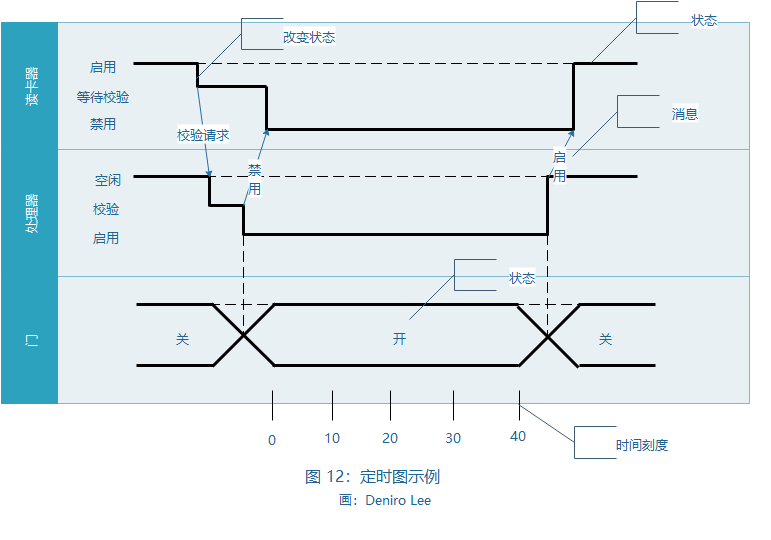 状态
改变状态
读卡器
启用
等待校验
禁用
消息
校验请求
禁用
启用
处理器
空闲
校验
启用
状态
门
关
开
关
0
10
20
30
40
时间刻度
图 12：定时图示例
画：Deniro Lee